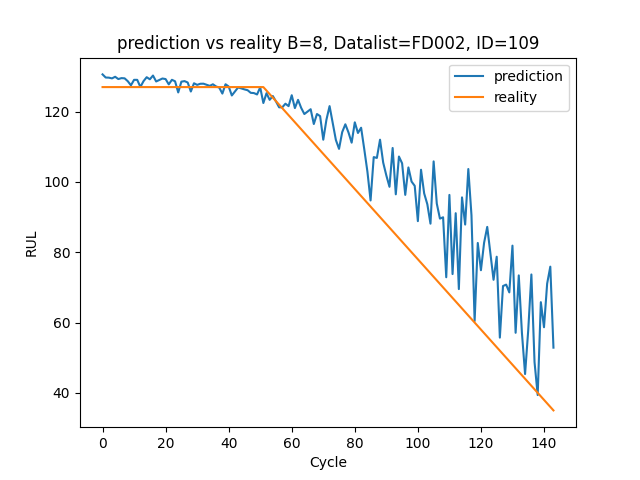 prediction vs reality B=8, Datalist=FD002, ID=109
prediction
reality
RUL
120
100
80
60
40
0 20 40 60 80 100 120 140
Cycle